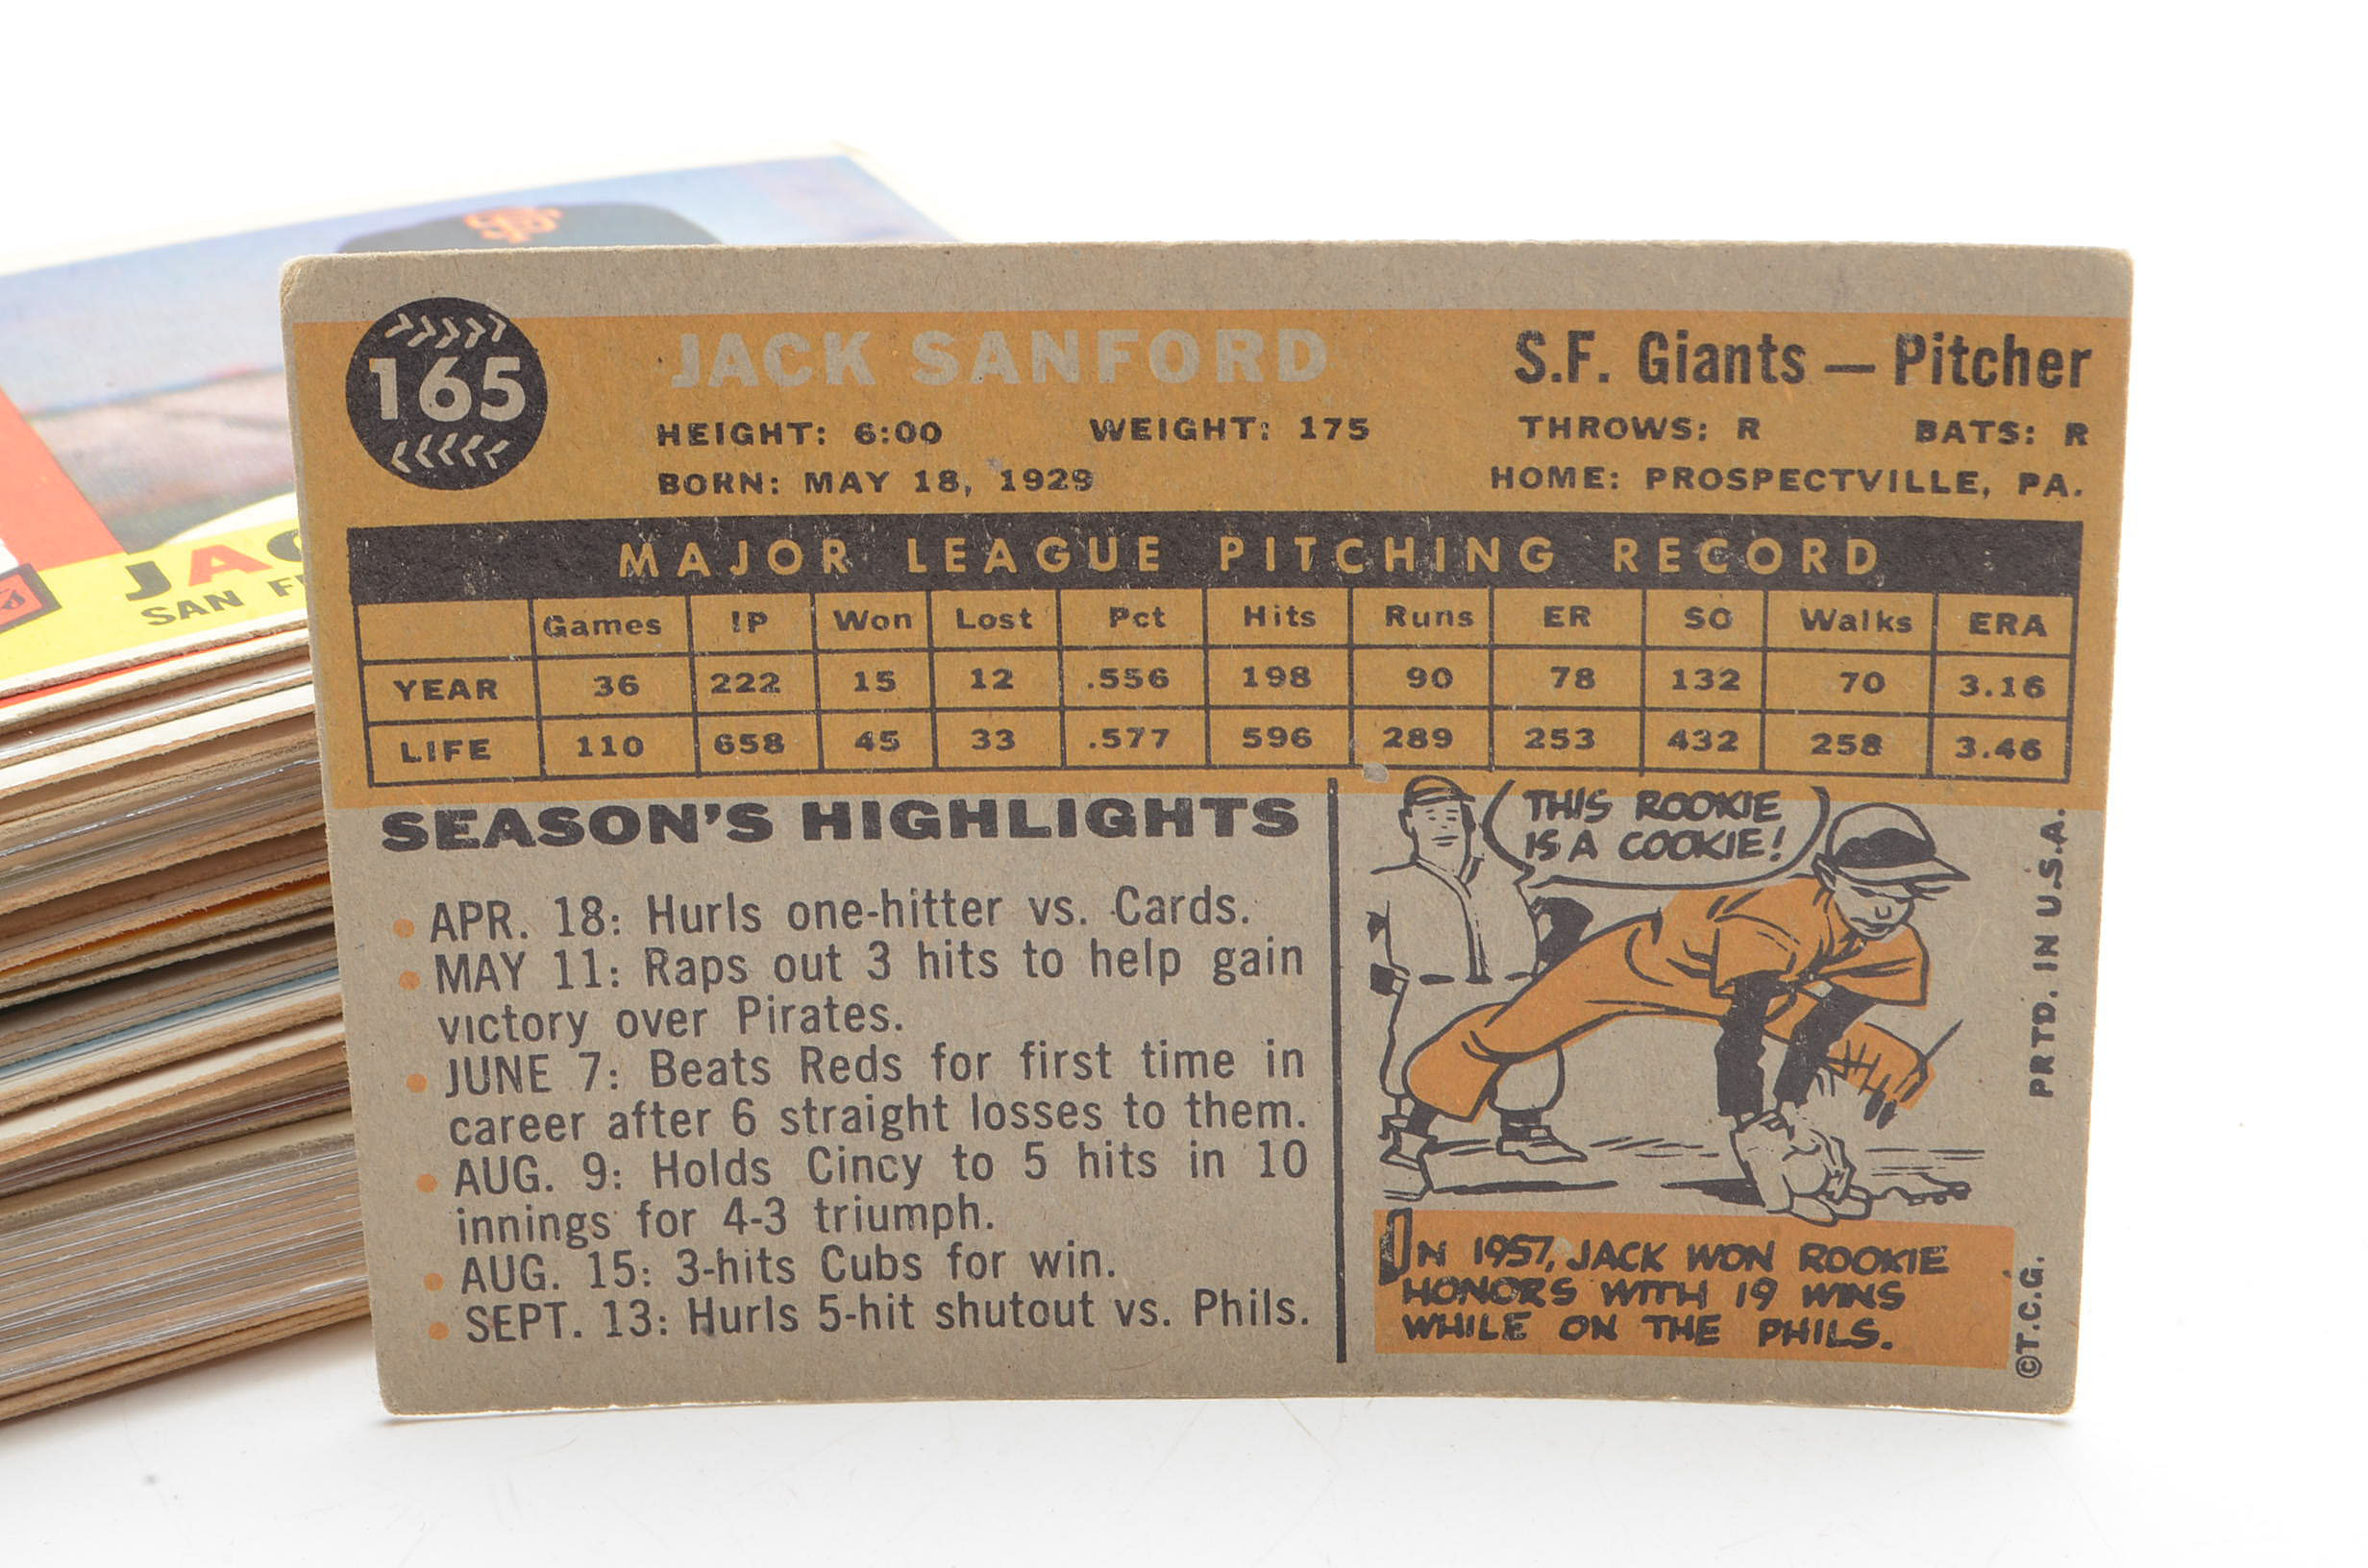 JAC
SAN F
165
JACK SANFORD
S.F. Giants — Pitcher
HEIGHT: 6:00 WEIGHT: 175 THROWS: R BATS: R
BORN: MAY 18, 1929 HOME: PROSPECTVILLE, PA.
MAJOR LEAGUE PITCHING RECORD
Games IP Won Lost Pct Hits Runs ER SO Walks ERA
YEAR 36 222 15 12 .556 198 90 78 132 70 3.16
LIFE 110 658 45 33 .577 596 289 253 432 258 3.46
SEASON'S HIGHLIGHTS
• APR. 18: Hurls one-hitter vs. Cards.
• MAY 11: Raps out 3 hits to help gain
victory over Pirates.
• JUNE 7: Beats Reds for first time in
career after 6 straight losses to them.
• AUG. 9: Holds Cincy to 5 hits in 10
innings for 4-3 triumph.
• AUG. 15: 3-hits Cubs for win.
• SEPT. 13: Hurls 5-hit shutout vs. Phils.
THIS ROOKIE
IS A COOKIE!
IN 1957, JACK WON ROOKIE
HONORS WITH 19 WINS
WHILE ON THE PHILS.
©T.C.G. PRTD. IN U.S.A.